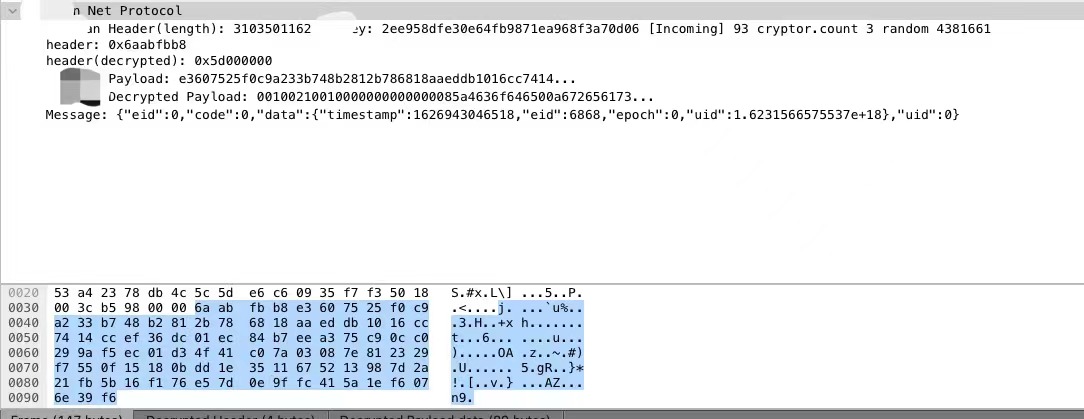 n Net Protocol
n Header(length): 3103501162 ey: 2ee958dfe30e64fb9871ea968f3a70d06 [Incoming] 93 cryptor.count 3 random 4381661
header: 0x6aabfbb8
header(decrypted): 0x5d000000
Payload: e3607525f0c9a233b748b2812b786818aaeddb1016cc7414...
Decrypted Payload: 001002100100000000000000085a4636f646500a672656173...
Message: {"eid":0,"code":0,"data":{"timestamp":1626943046518,"eid":6868,"epoch":0,"uid":1.6231566575537e+18},"uid":0}
0020 53 a4 23 78 db 4c 5c 5d e6 c6 09 35 f7 f3 50 18 S.#x.L\] ...5..P.
0030 00 3c b5 98 00 00 6a ab fb b8 e3 60 75 25 f0 c9 .<....j. ...`u%..
0040 a2 33 b7 48 b2 81 2b 78 68 18 aa ed db 10 16 cc .3.H..+x h.......
0050 74 14 cc ef 36 dc 01 ec 84 b7 ee a3 75 c9 0c c0 t...6... ....u...
0060 29 9a f5 ec 01 d3 4f 41 c0 7a 03 08 7e 81 23 29 ).....OA .z..~.#)
0070 f7 55 0f 15 18 0b dd 1e 35 11 67 52 13 98 7d 2a .U...... 5.gR..}*
0080 21 fb 5b 16 f1 76 e5 7d 0e 9f fc 41 5a 1e f6 07 !.[..v.} ...AZ...
0090 6e 39 f6 n9.
Frame (147 bytes) Decrypted Header (4 bytes)